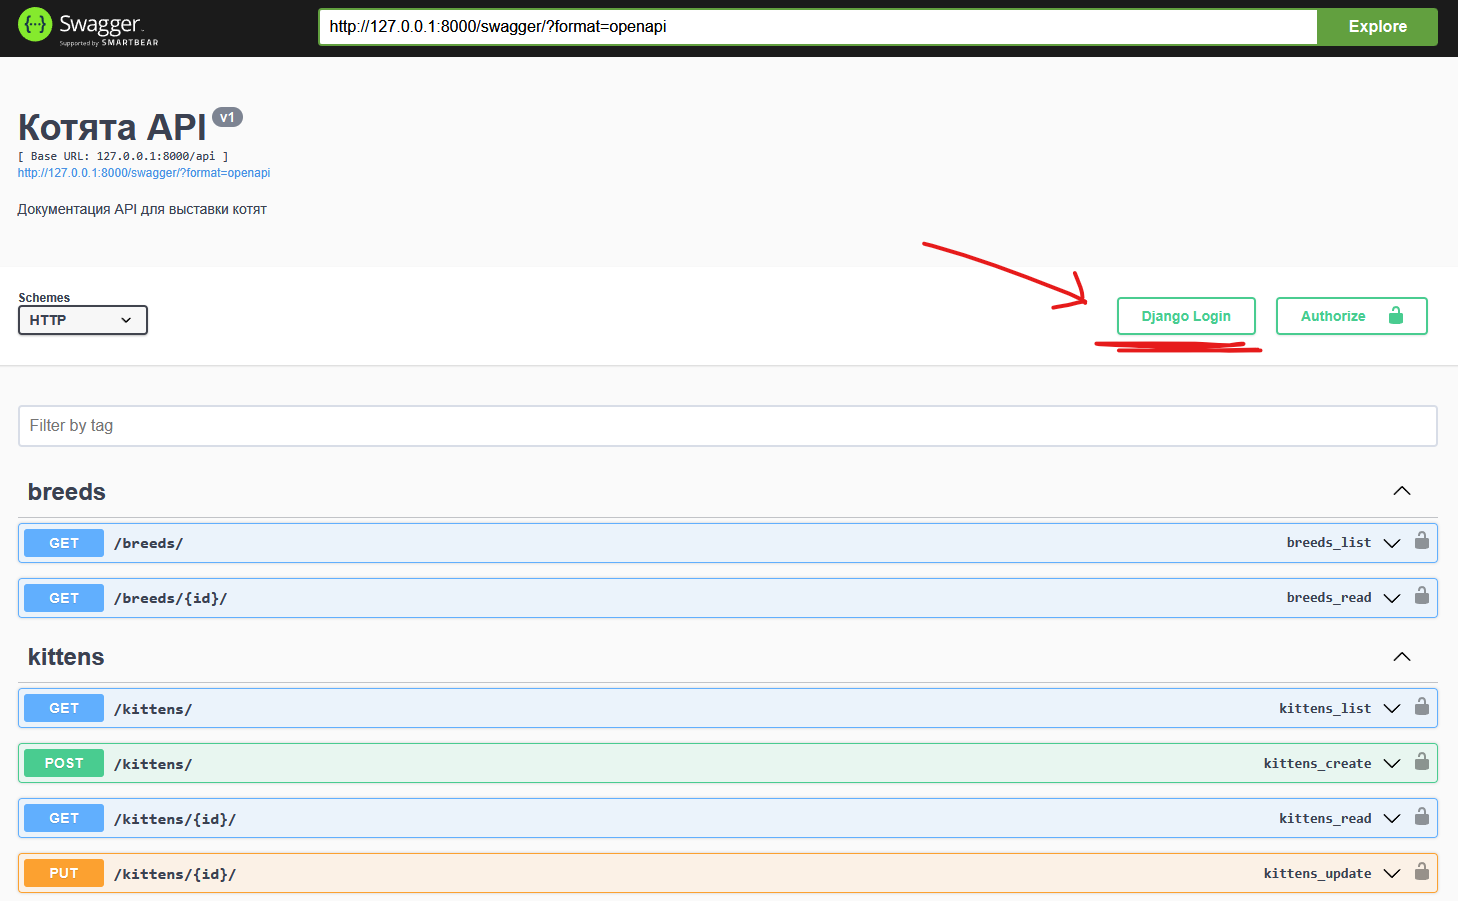 Swagger.
Supported by SMARTBEAR
http://127.0.0.1:8000/swagger/?format=openapi
Explore
Котята API v1
[ Base URL: 127.0.0.1:8000/api ]
http://127.0.0.1:8000/swagger/?format=openapi
Документация API для выставки котят
Schemes
HTTP
Django Login
Authorize
Filter by tag
breeds
GET /breeds/ breeds_list
GET /breeds/{id}/ breeds_read
kittens
GET /kittens/ kittens_list
POST /kittens/ kittens_create
GET /kittens/{id}/ kittens_read
PUT /kittens/{id}/ kittens_update